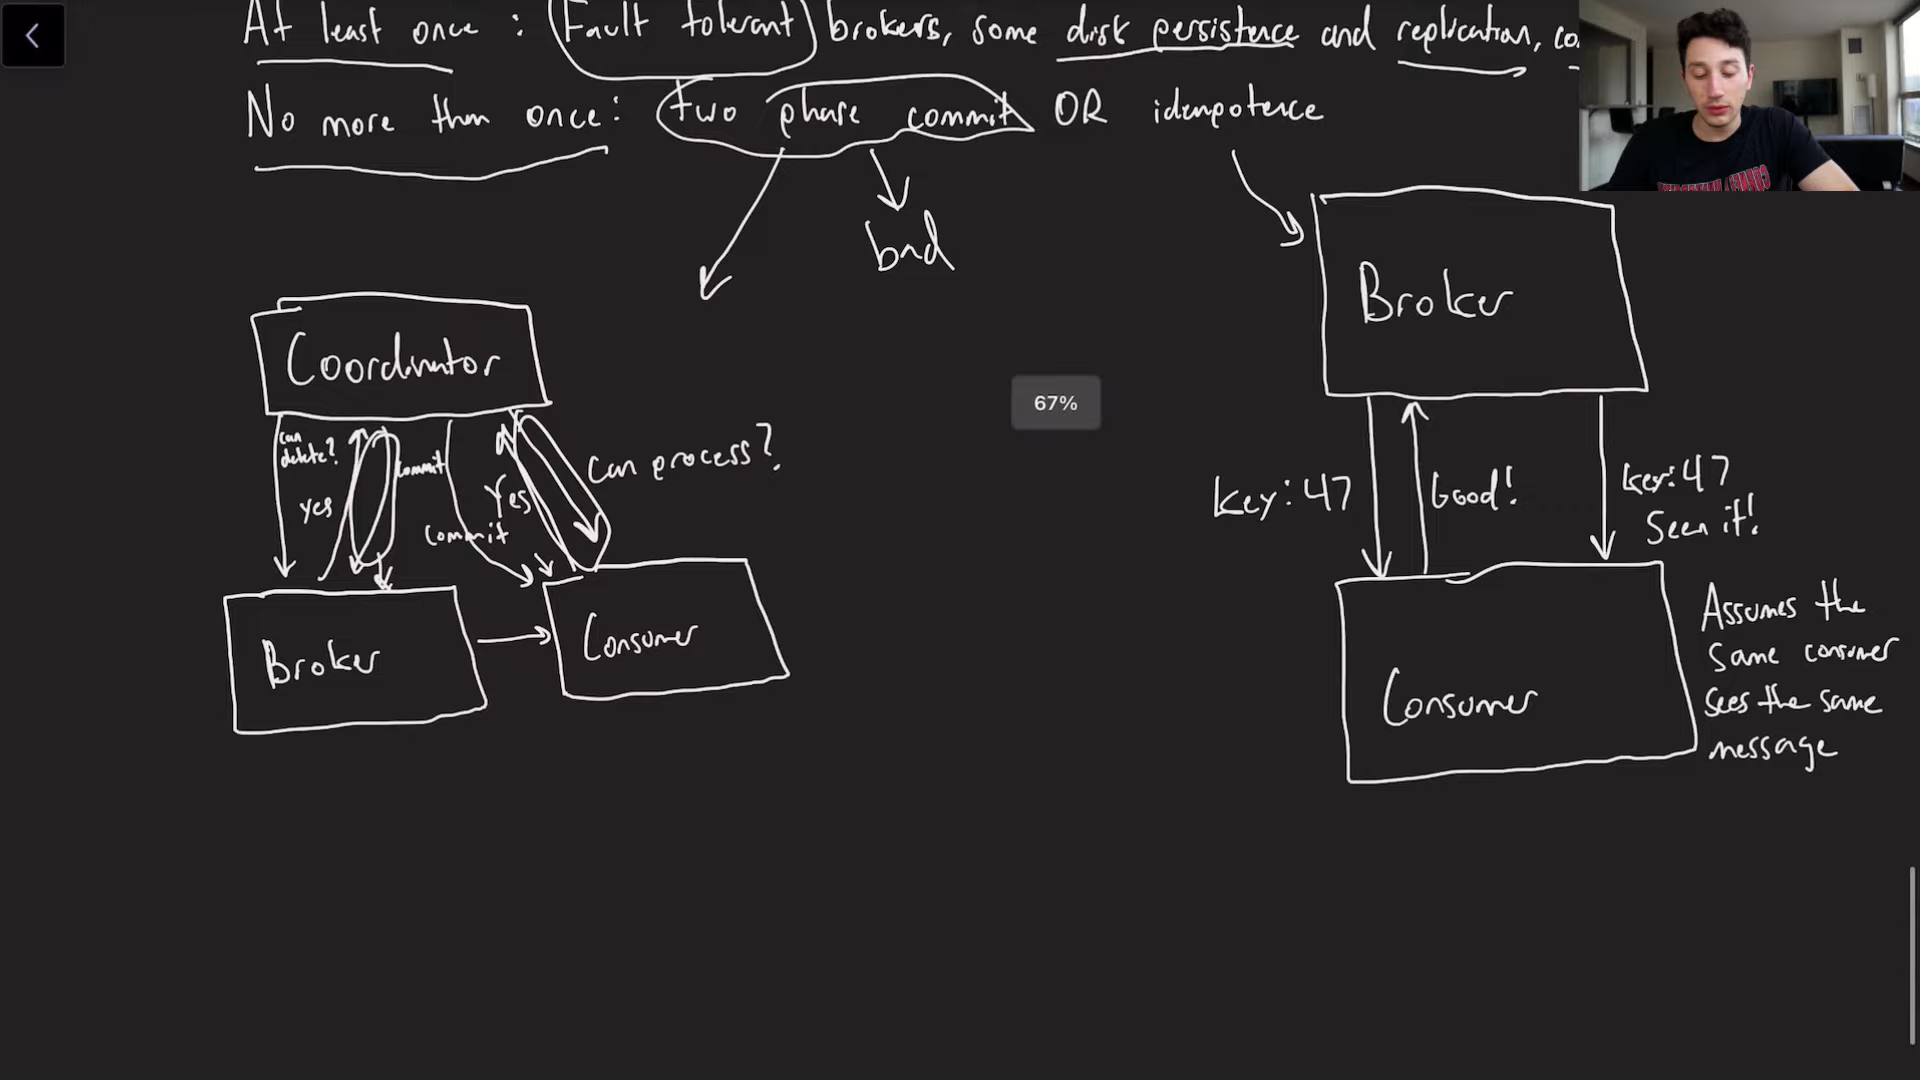 At least once: Fault tolerant brokers, some disk persistence and replication, co
No more than once: two phase commit OR idempotence
bad
Broker
Coordinator
67%
can
delete?
commit
Can process?
yes
Yes
Commit
key: 47
Good!
key: 47
Seen it!
Broker
Consumer
Consumer
Assumes the
same consumer
sees the same
message